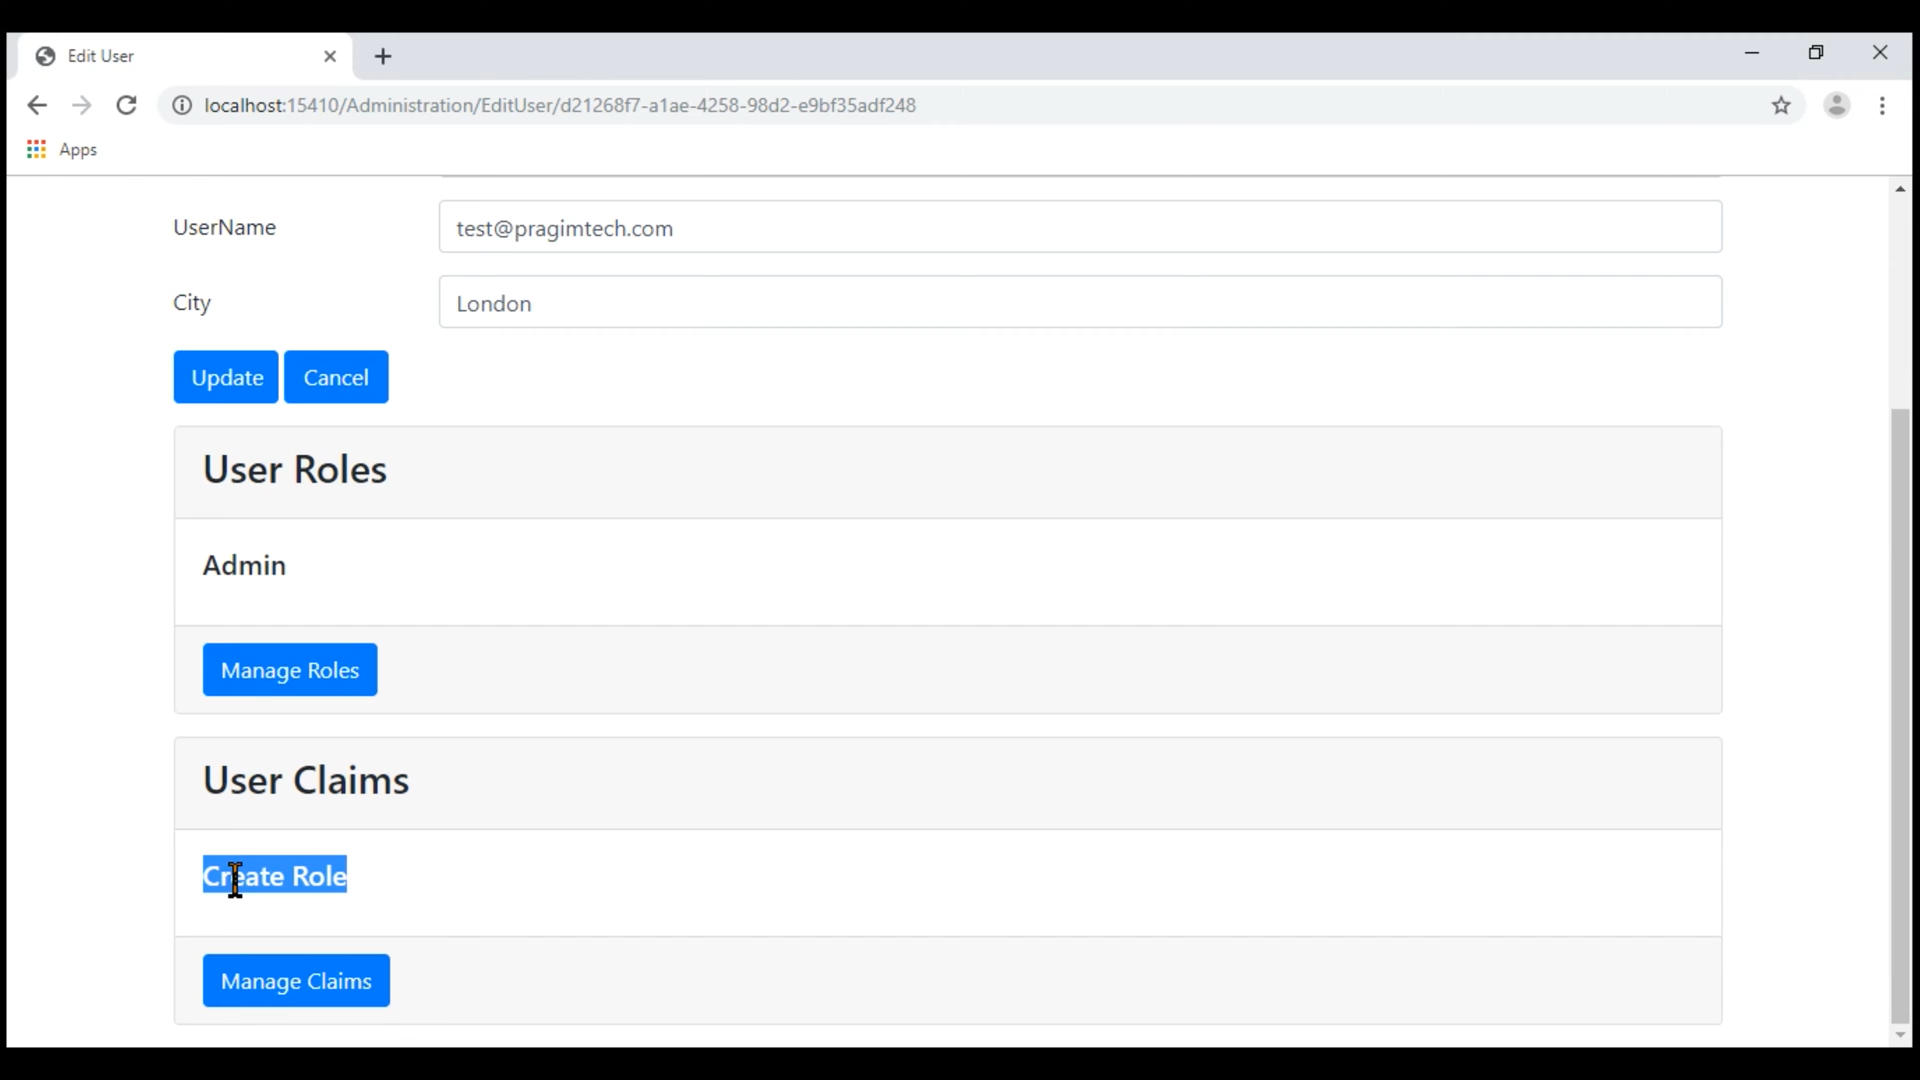 Edit User
localhost:15410/Administration/EditUser/d21268f7-a1ae-4258-98d2-e9bf35adf248
Apps
UserName test@pragimtech.com
City London
Update Cancel
User Roles
Admin
Manage Roles
User Claims
Create Role
Manage Claims